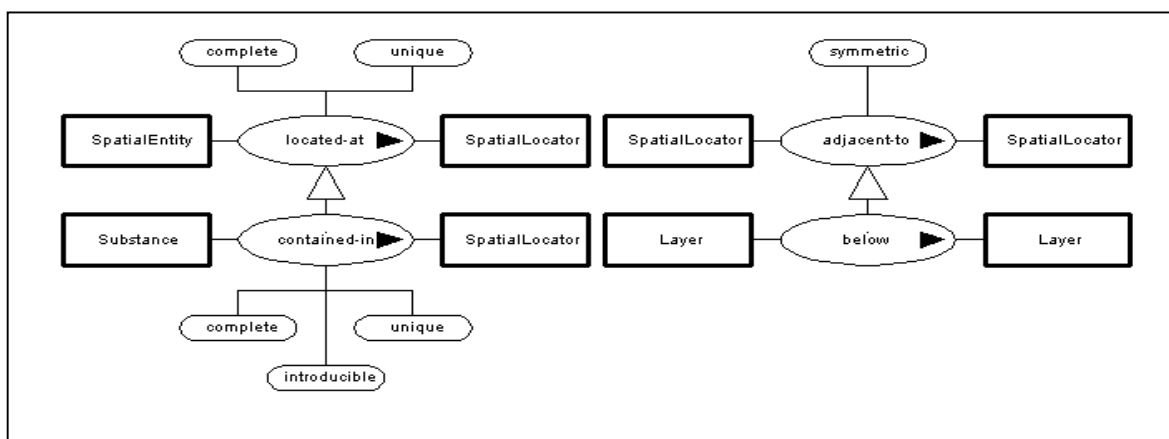 complete
unique
symmetric
SpatialEntity
located-at
SpatialLocator
SpatialLocator
adjacent-to
SpatialLocator
Substance
contained-in
SpatialLocator
Layer
below
Layer
complete
unique
introducible